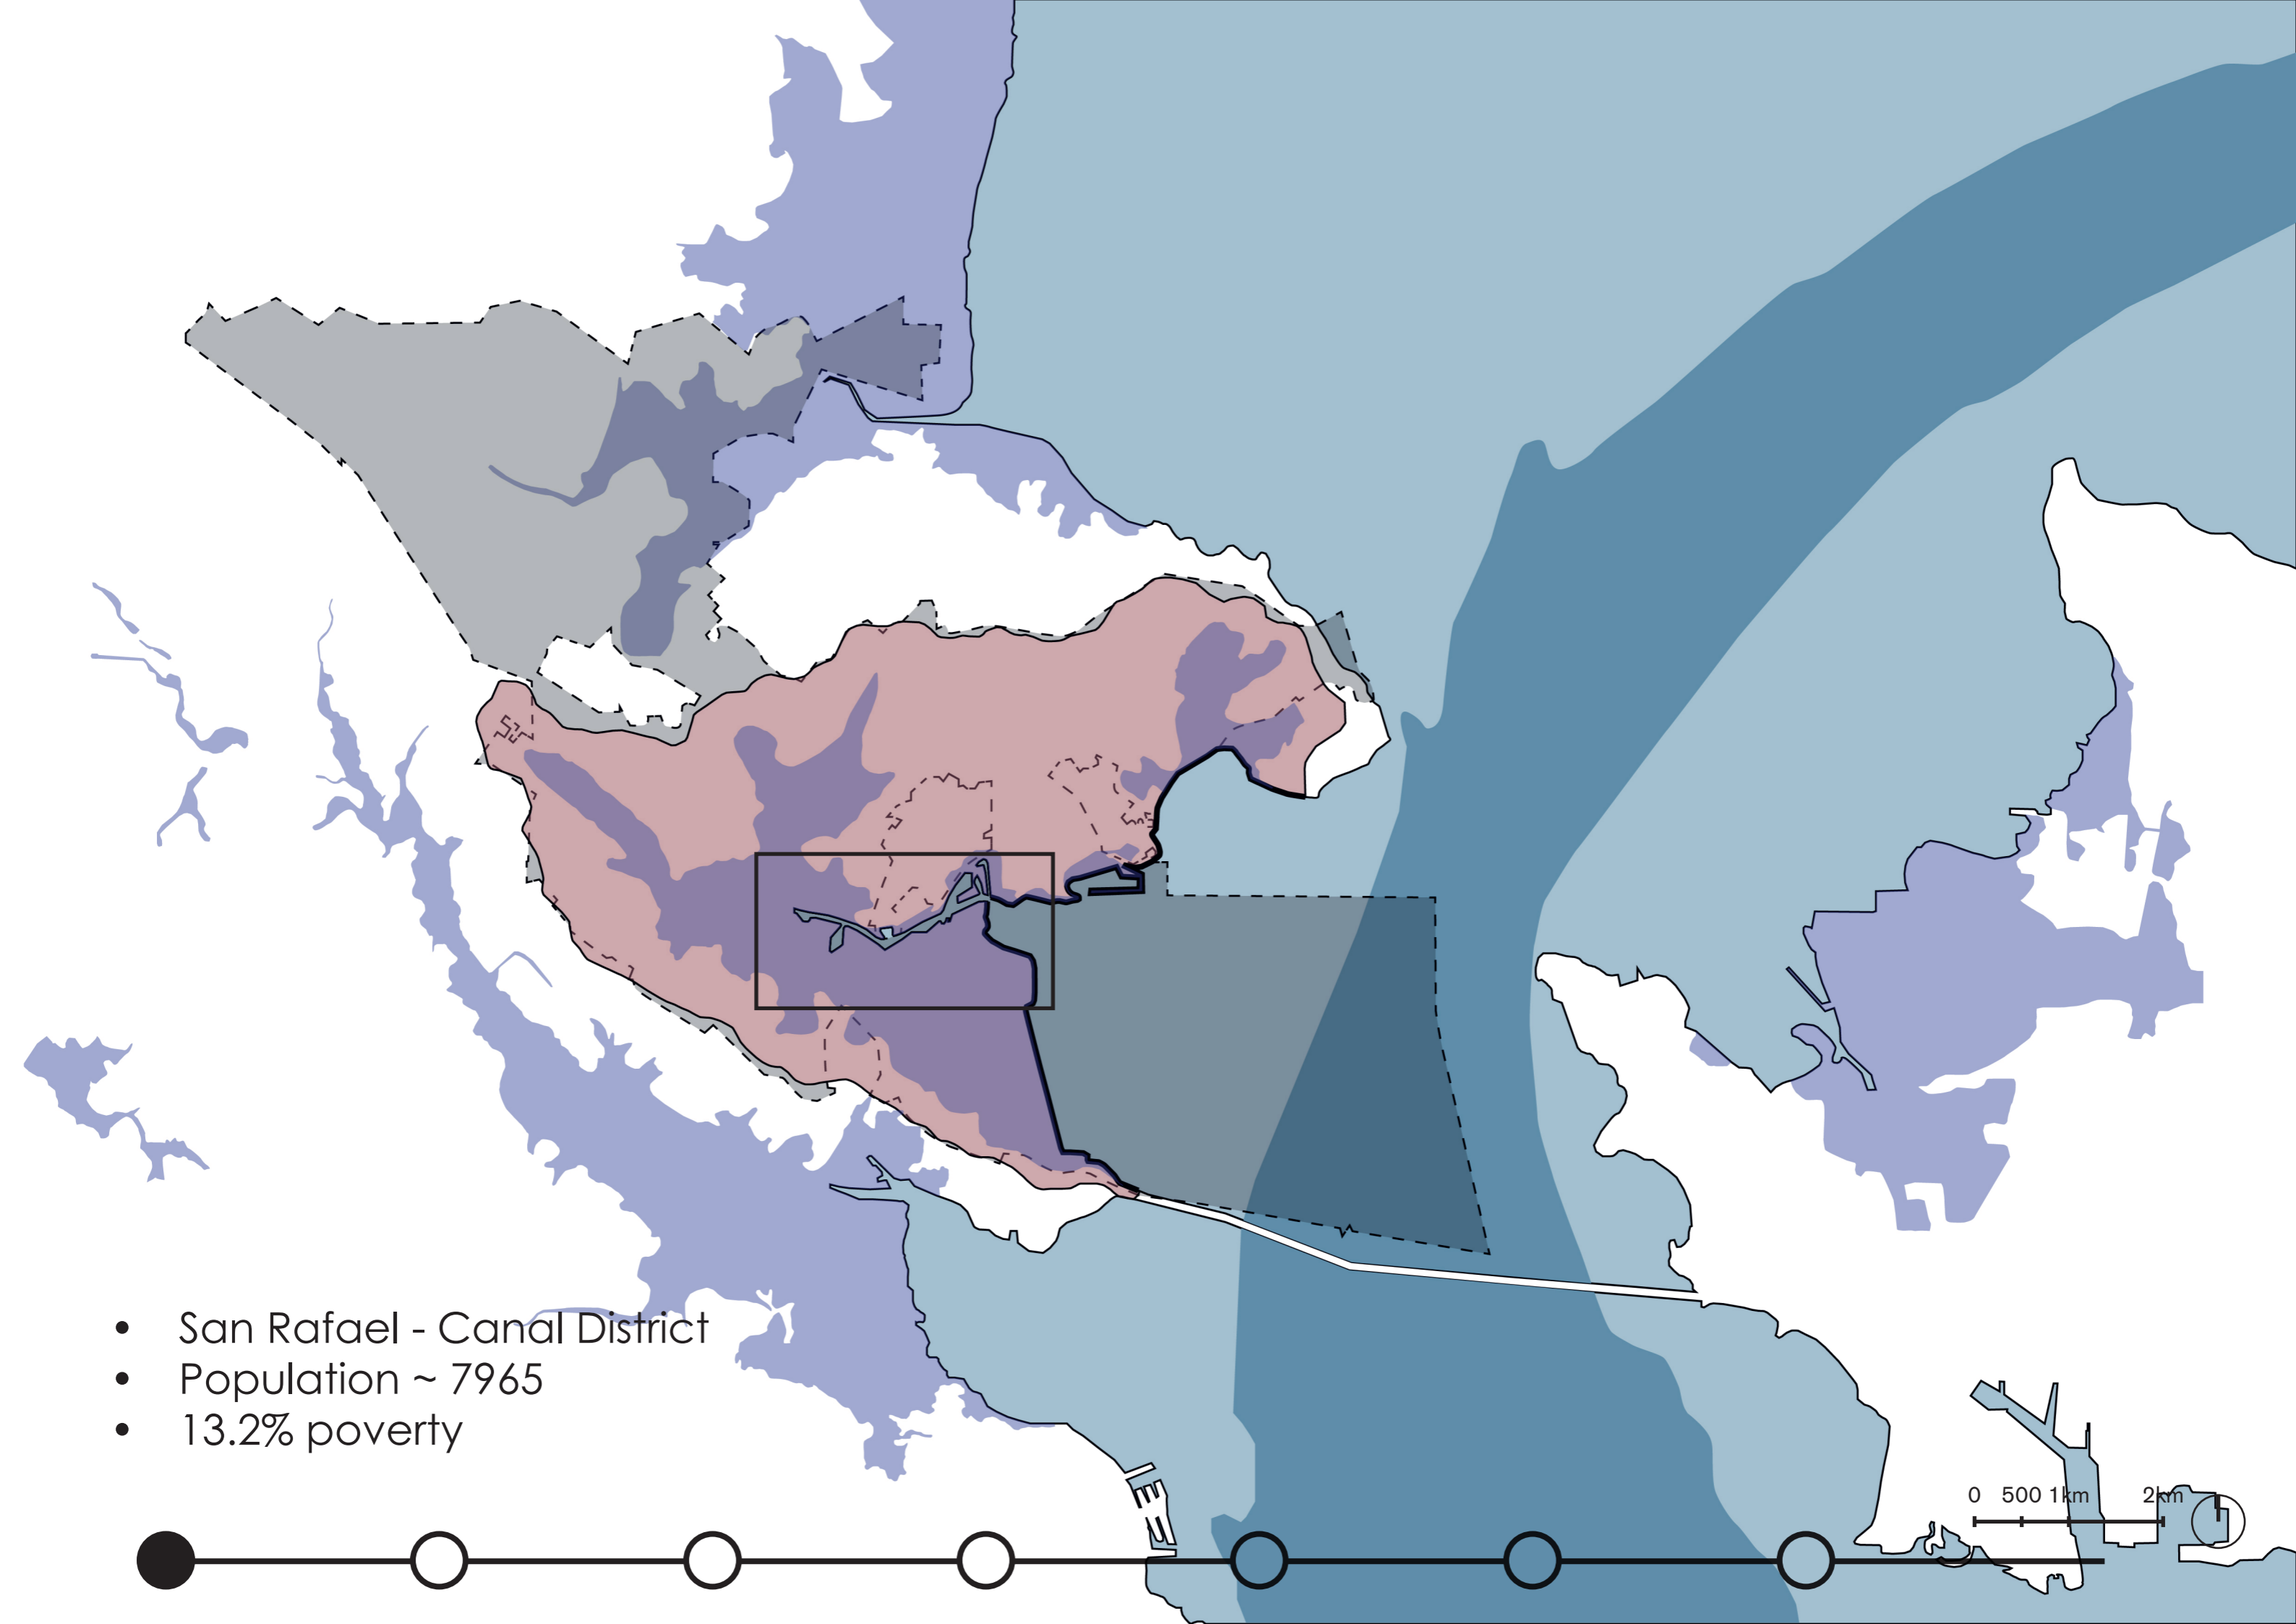 • San Rafael - Canal District
• Population ~ 7965
• 13.2% poverty
0 500 1km 2km